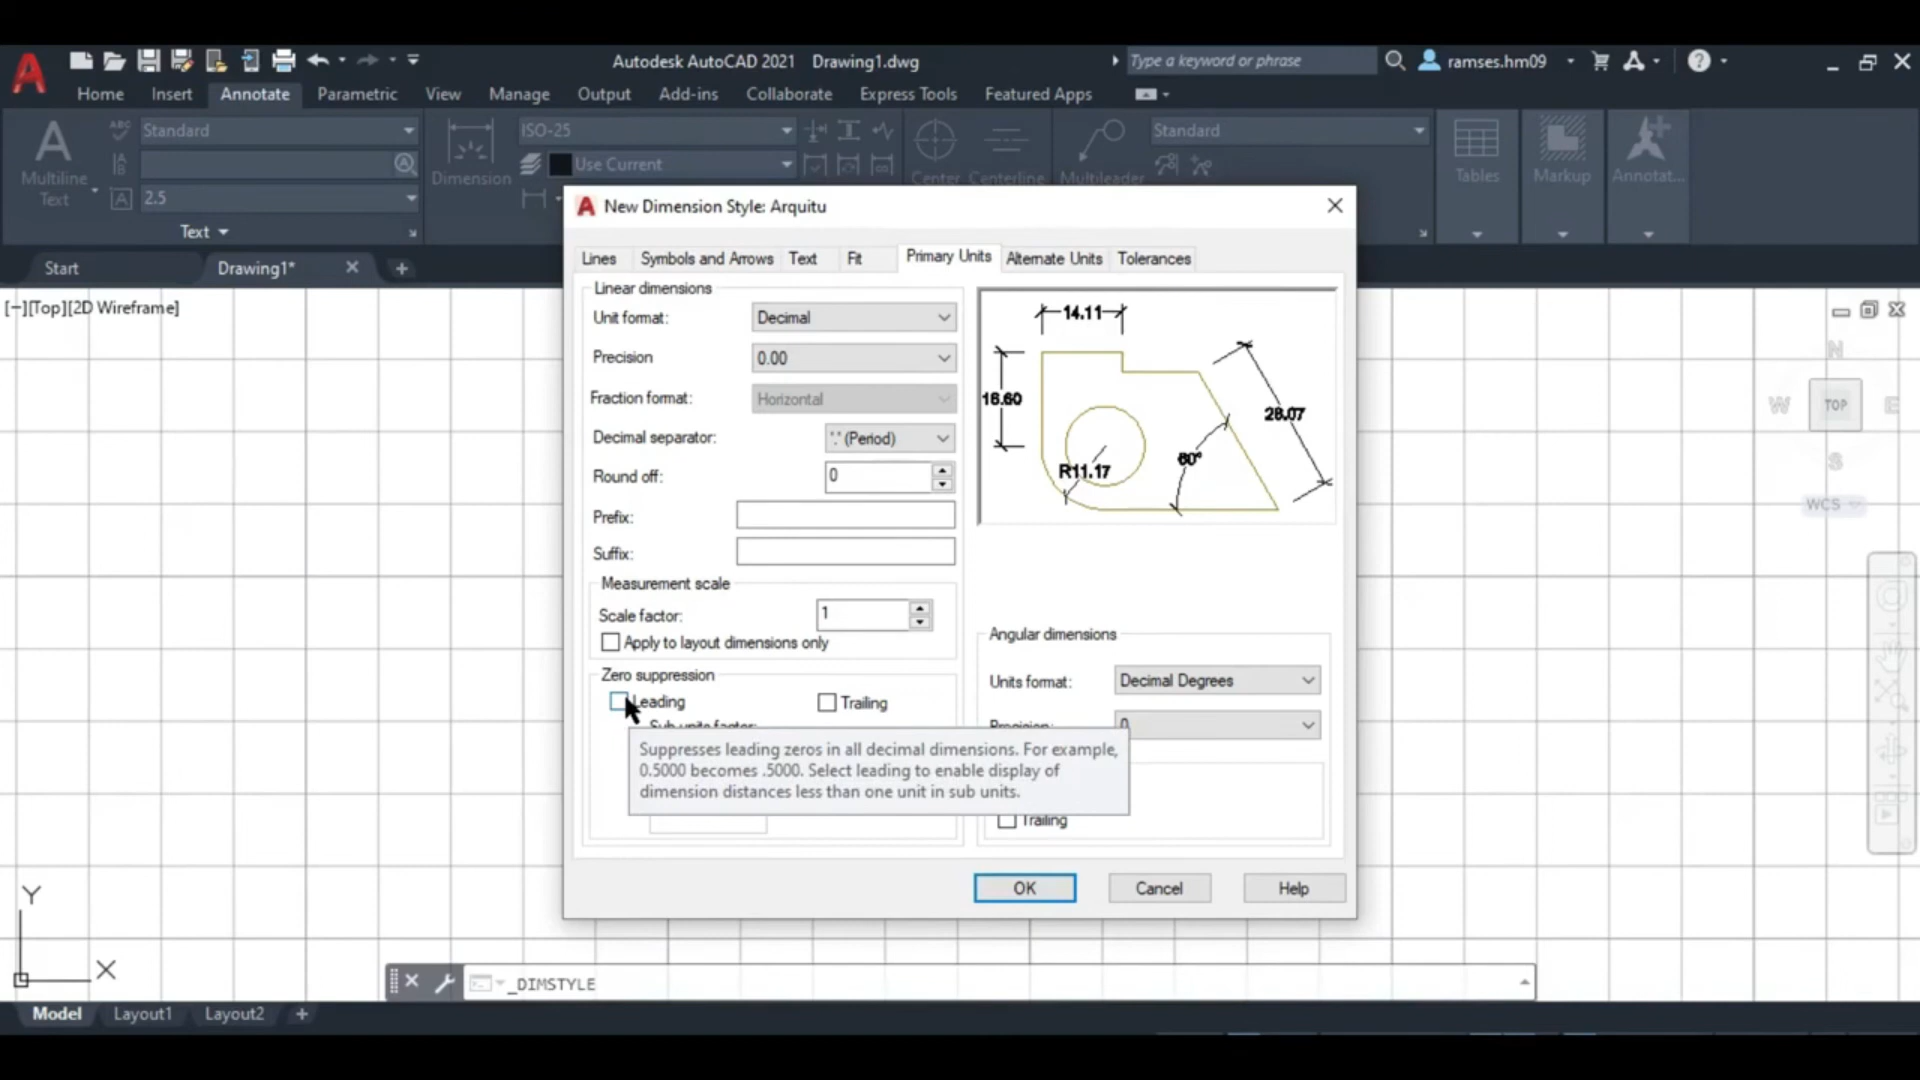 Autodesk AutoCAD 2021 Drawing1.dwg
Type a keyword or phrase
ramses.hm09
Home Insert Annotate Parametric View Manage Output Add-ins Collaborate Express Tools Featured Apps
Standard
ISO-25
Standard
Use Current
Multiline
Text
Dimension
Center Centerline Multileader
Tables
Markup
Annotat...
2.5
Text
Start
Drawing1*
[−][Top][2D Wireframe]
New Dimension Style: Arquitu
Lines Symbols and Arrows Text Fit Primary Units Alternate Units Tolerances
Linear dimensions
Unit format: Decimal
Precision 0.00
Fraction format: Horizontal
Decimal separator: '.' (Period)
Round off: 0
Prefix:
Suffix:
Measurement scale
Scale factor: 1
Apply to layout dimensions only
Zero suppression
Leading
Trailing
Sub-units factor:
14.11
16.60
28.07
60°
R11.17
Angular dimensions
Units format: Decimal Degrees
Precision: 0
Suppresses leading zeros in all decimal dimensions. For example,
0.5000 becomes .5000. Select leading to enable display of
dimension distances less than one unit in sub units.
Trailing
OK Cancel Help
N
W TOP E
S
WCS
Y
X
_DIMSTYLE
Model Layout1 Layout2